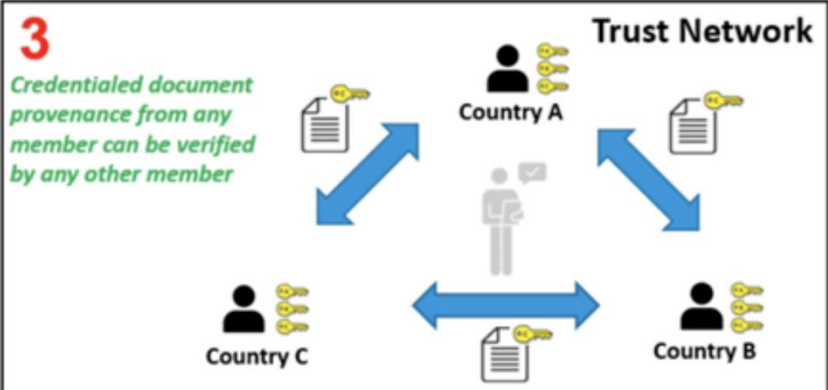 3
Trust Network
Credentialed document
provenance from any
member can be verified
by any other member
Country A
Country C
Country B